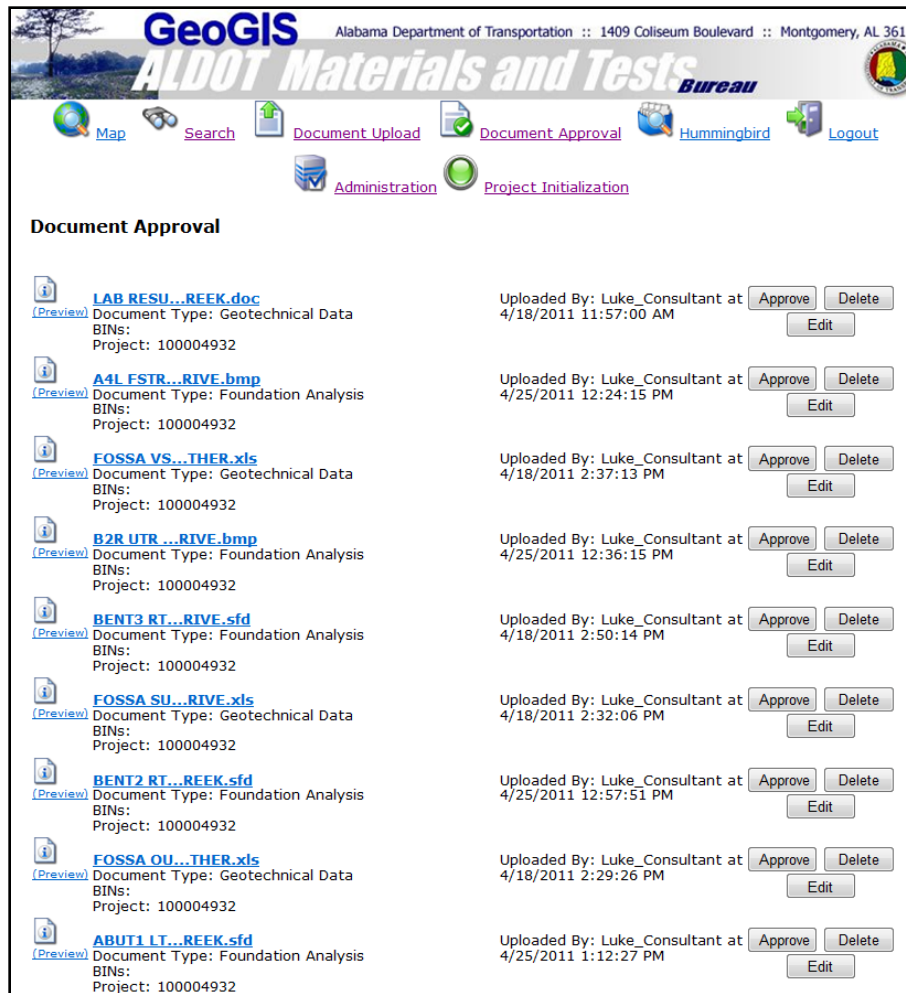 GeoGIS Alabama Department of Transportation :: 1409 Coliseum Boulevard :: Montgomery, AL 361
ALDOT Materials and Tests Bureau
Map Search Document Upload Document Approval Hummingbird Logout
Administration Project Initialization
Document Approval
LAB RESU...REEK.doc Uploaded By: Luke_Consultant at Approve Delete
(Preview) Document Type: Geotechnical Data 4/18/2011 11:57:00 AM Edit
BINs:
Project: 100004932
A4L FSTR...RIVE.bmp Uploaded By: Luke_Consultant at Approve Delete
(Preview) Document Type: Foundation Analysis 4/25/2011 12:24:15 PM Edit
BINs:
Project: 100004932
FOSSA VS...THER.xls Uploaded By: Luke_Consultant at Approve Delete
(Preview) Document Type: Geotechnical Data 4/18/2011 2:37:13 PM Edit
BINs:
Project: 100004932
B2R UTR ...RIVE.bmp Uploaded By: Luke_Consultant at Approve Delete
(Preview) Document Type: Foundation Analysis 4/25/2011 12:36:15 PM Edit
BINs:
Project: 100004932
BENT3 RT...RIVE.sfd Uploaded By: Luke_Consultant at Approve Delete
(Preview) Document Type: Foundation Analysis 4/18/2011 2:50:14 PM Edit
BINs:
Project: 100004932
FOSSA SU...RIVE.xls Uploaded By: Luke_Consultant at Approve Delete
(Preview) Document Type: Geotechnical Data 4/18/2011 2:32:06 PM Edit
BINs:
Project: 100004932
BENT2 RT...REEK.sfd Uploaded By: Luke_Consultant at Approve Delete
(Preview) Document Type: Foundation Analysis 4/25/2011 12:57:51 PM Edit
BINs:
Project: 100004932
FOSSA OU...THER.xls Uploaded By: Luke_Consultant at Approve Delete
(Preview) Document Type: Geotechnical Data 4/18/2011 2:29:26 PM Edit
BINs:
Project: 100004932
ABUT1 LT...REEK.sfd Uploaded By: Luke_Consultant at Approve Delete
(Preview) Document Type: Foundation Analysis 4/25/2011 1:12:27 PM Edit
BINs:
Project: 100004932